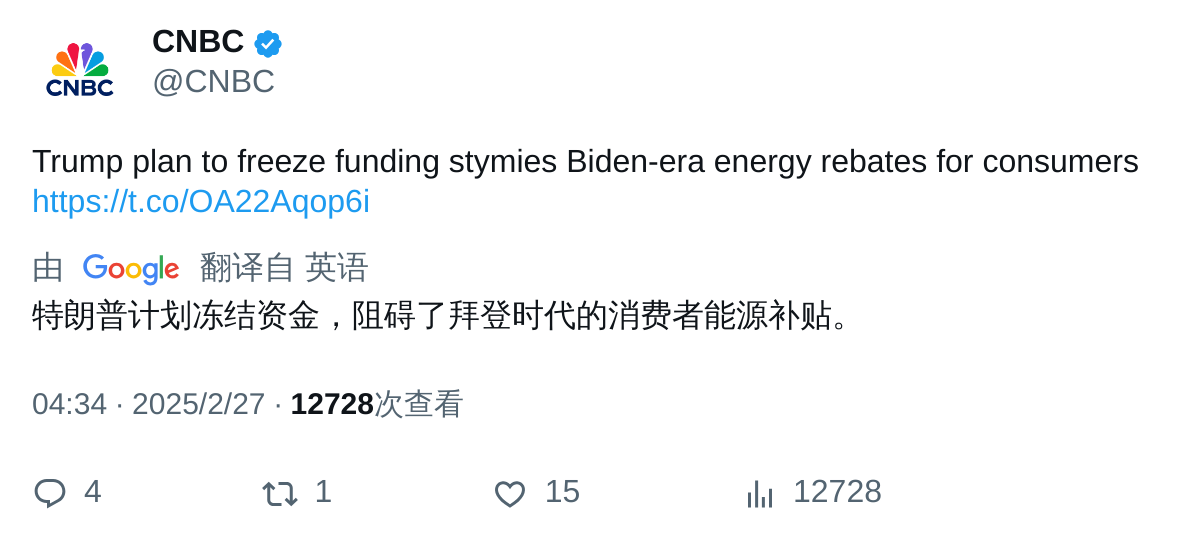 CNBC
CNBC
@CNBC
Trump plan to freeze funding stymies Biden-era energy rebates for consumers
https://t.co/OA22Aqop6i
由 Google 翻译自 英语
特朗普计划冻结资金，阻碍了拜登时代的消费者能源补贴。
04:34 · 2025/2/27 · 12728次查看
4 1 15 12728